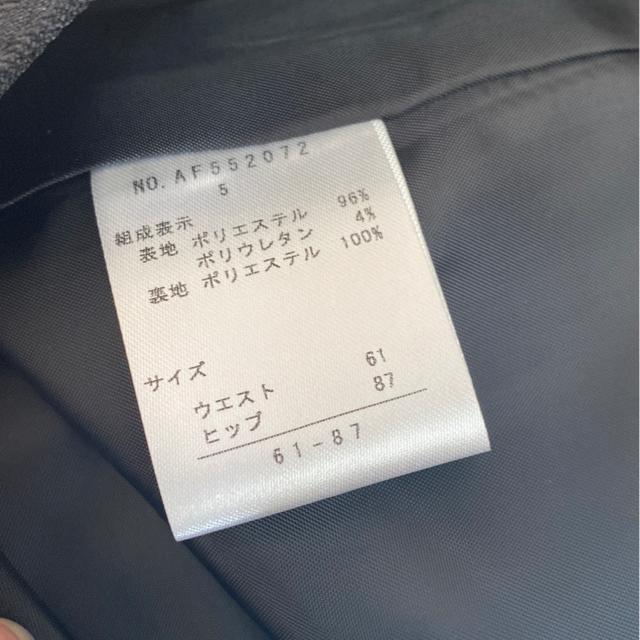 NO.AF552072
5
組成表示
表地 ポリエステル 96%
ポリウレタン 4%
裏地 ポリエステル 100%
サイズ
ウエスト 61
ヒップ 87
61-87